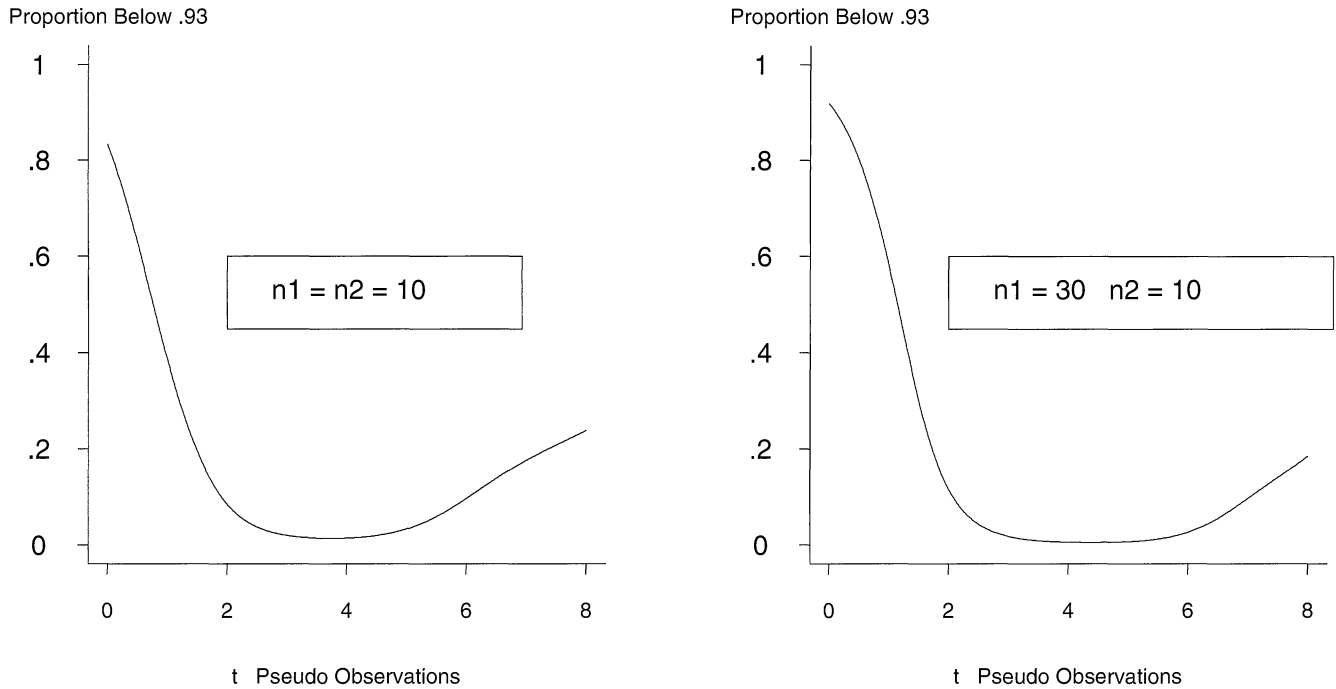 Proportion Below .93
1
.8
.6
.4
.2
0
n1 = n2 = 10
0 2 4 6 8
t Pseudo Observations
Proportion Below .93
1
.8
.6
.4
.2
0
n1 = 30 n2 = 10
0 2 4 6 8
t Pseudo Observations